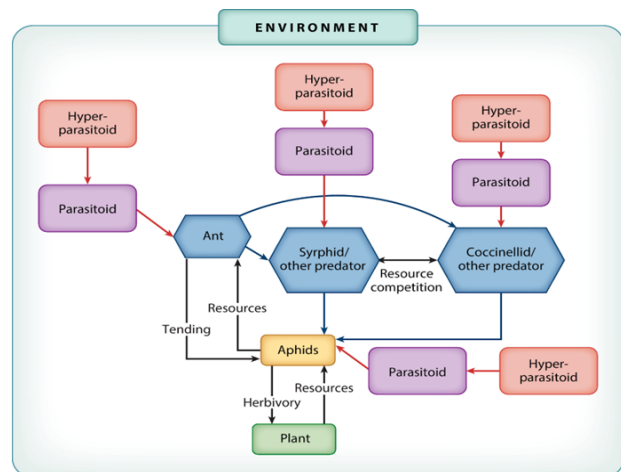 ENVIRONMENT
Hyper-
parasitoid
Parasitoid
Hyper-
parasitoid
Parasitoid
Hyper-
parasitoid
Parasitoid
Ant
Syrphid/
other predator
Resource
competition
Coccinellid/
other predator
Tending
Resources
Aphids
Parasitoid
Hyper-
parasitoid
Herbivory
Resources
Plant